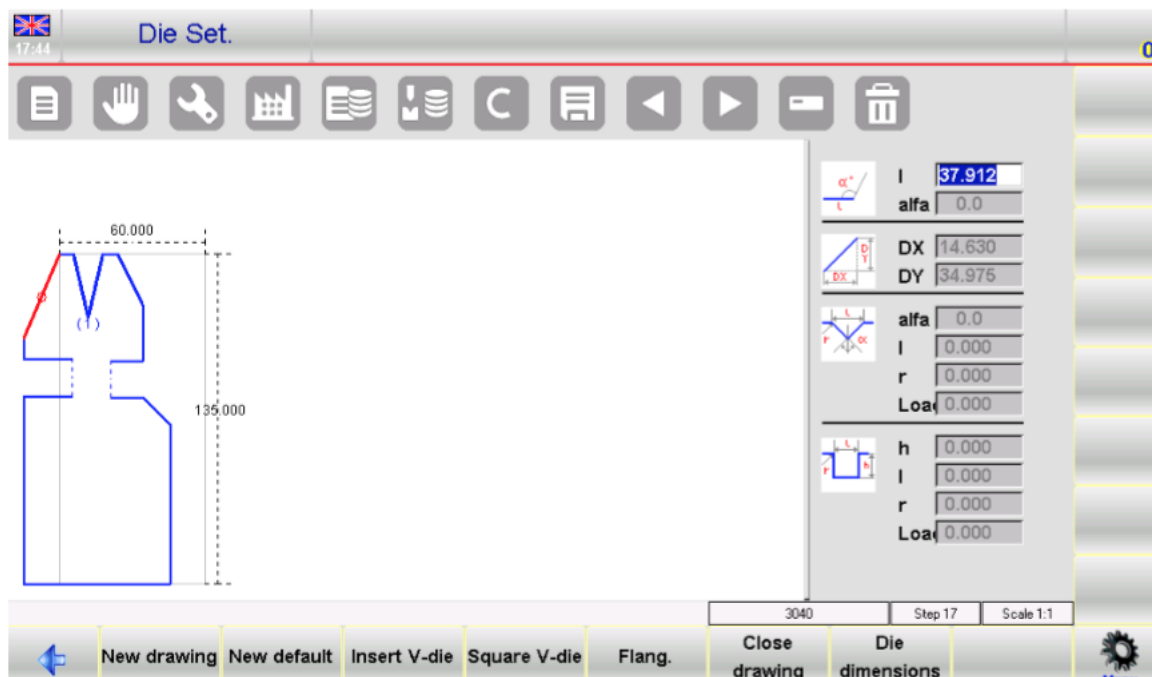 17:44
Die Set.
0
C
60.000
(1)
135.000
α°
L
l 37.912
alfa 0.0
DX
DY
DX 14.630
DY 34.975
L
r α
alfa 0.0
l 0.000
r 0.000
Loa 0.000
L
r h
h 0.000
l 0.000
r 0.000
Loa 0.000
3040 Step 17 Scale 1:1
New drawing New default Insert V-die Square V-die Flang. Close drawing Die dimensions